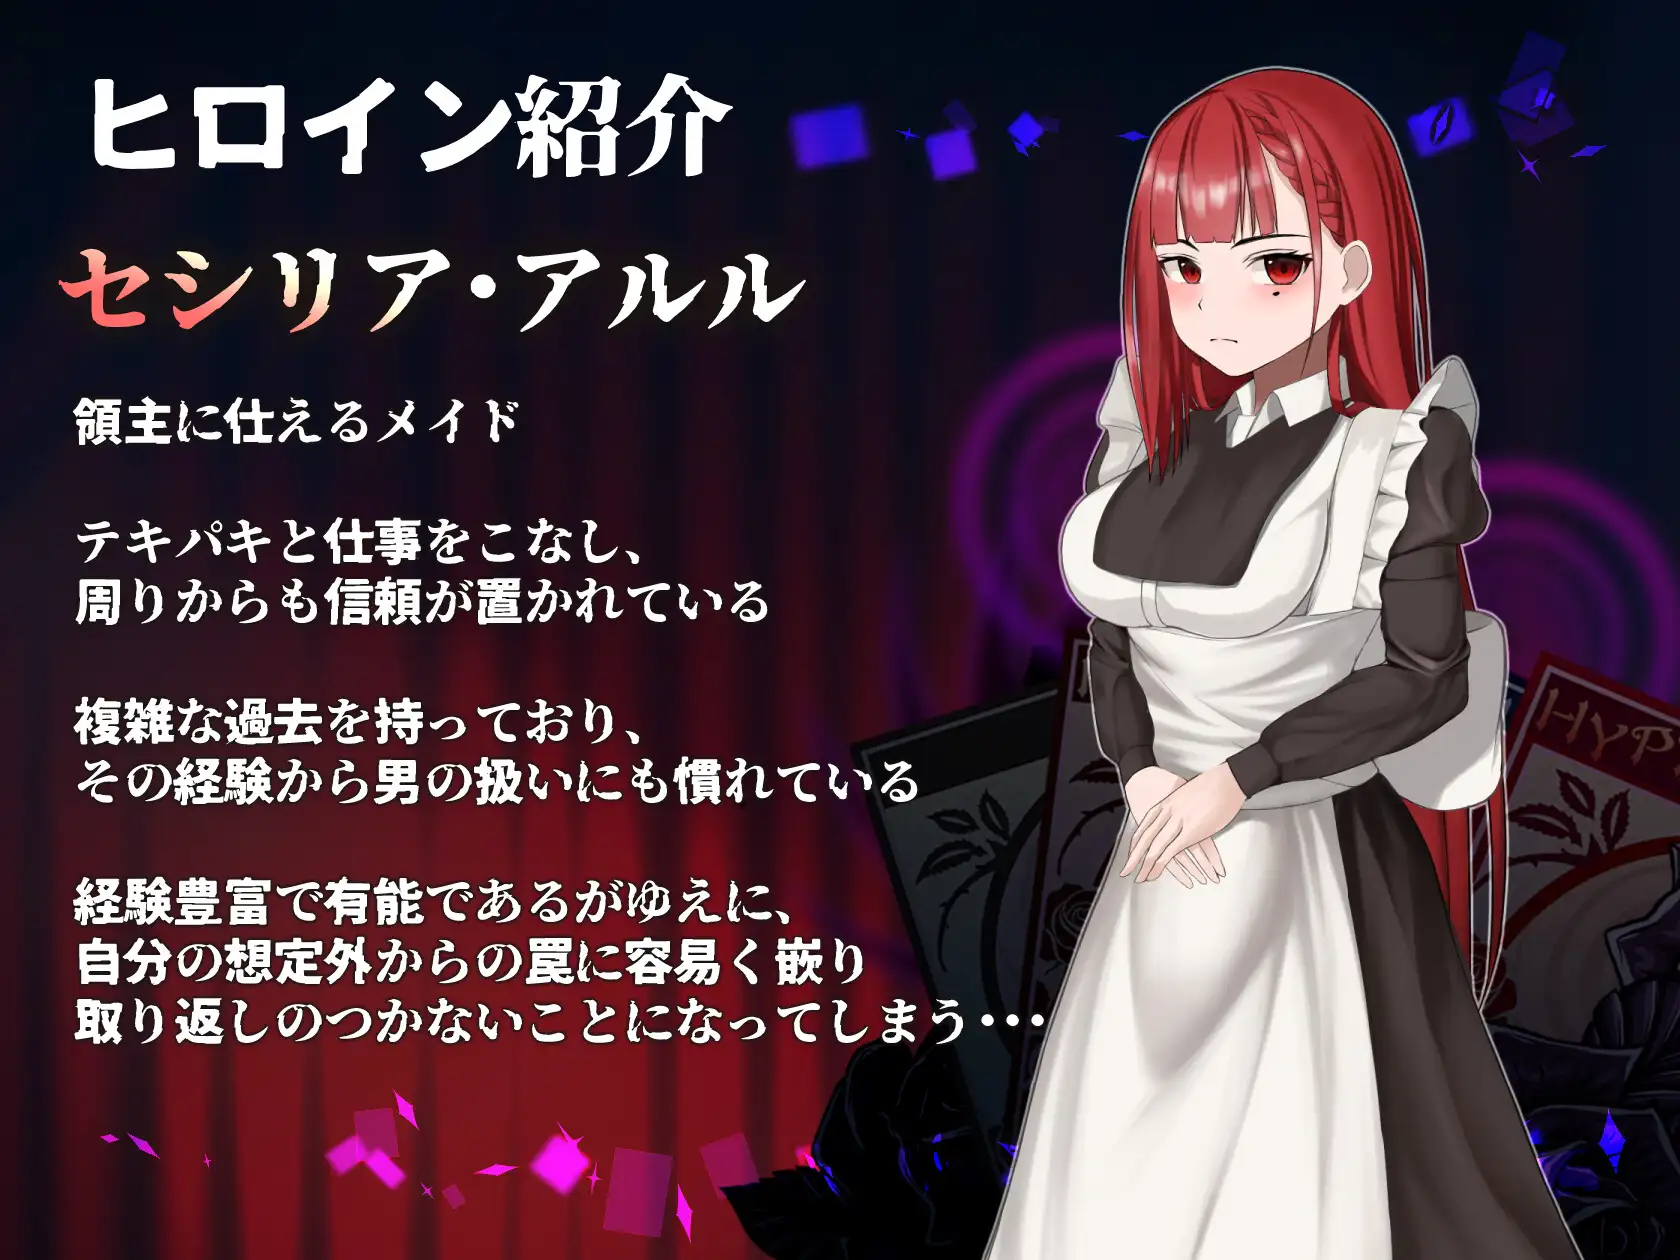 ヒロイン紹介
セシリア・アルル
領主に仕えるメイド
テキパキと仕事をこなし、
周りからも信頼が置かれている
複雑な過去を持っており、
その経験から男の扱いにも慣れている
経験豊富で有能であるがゆえに、
自分の想定外からの罠に容易く嵌り
取り返しのつかないことになってしまう･･･
HYP